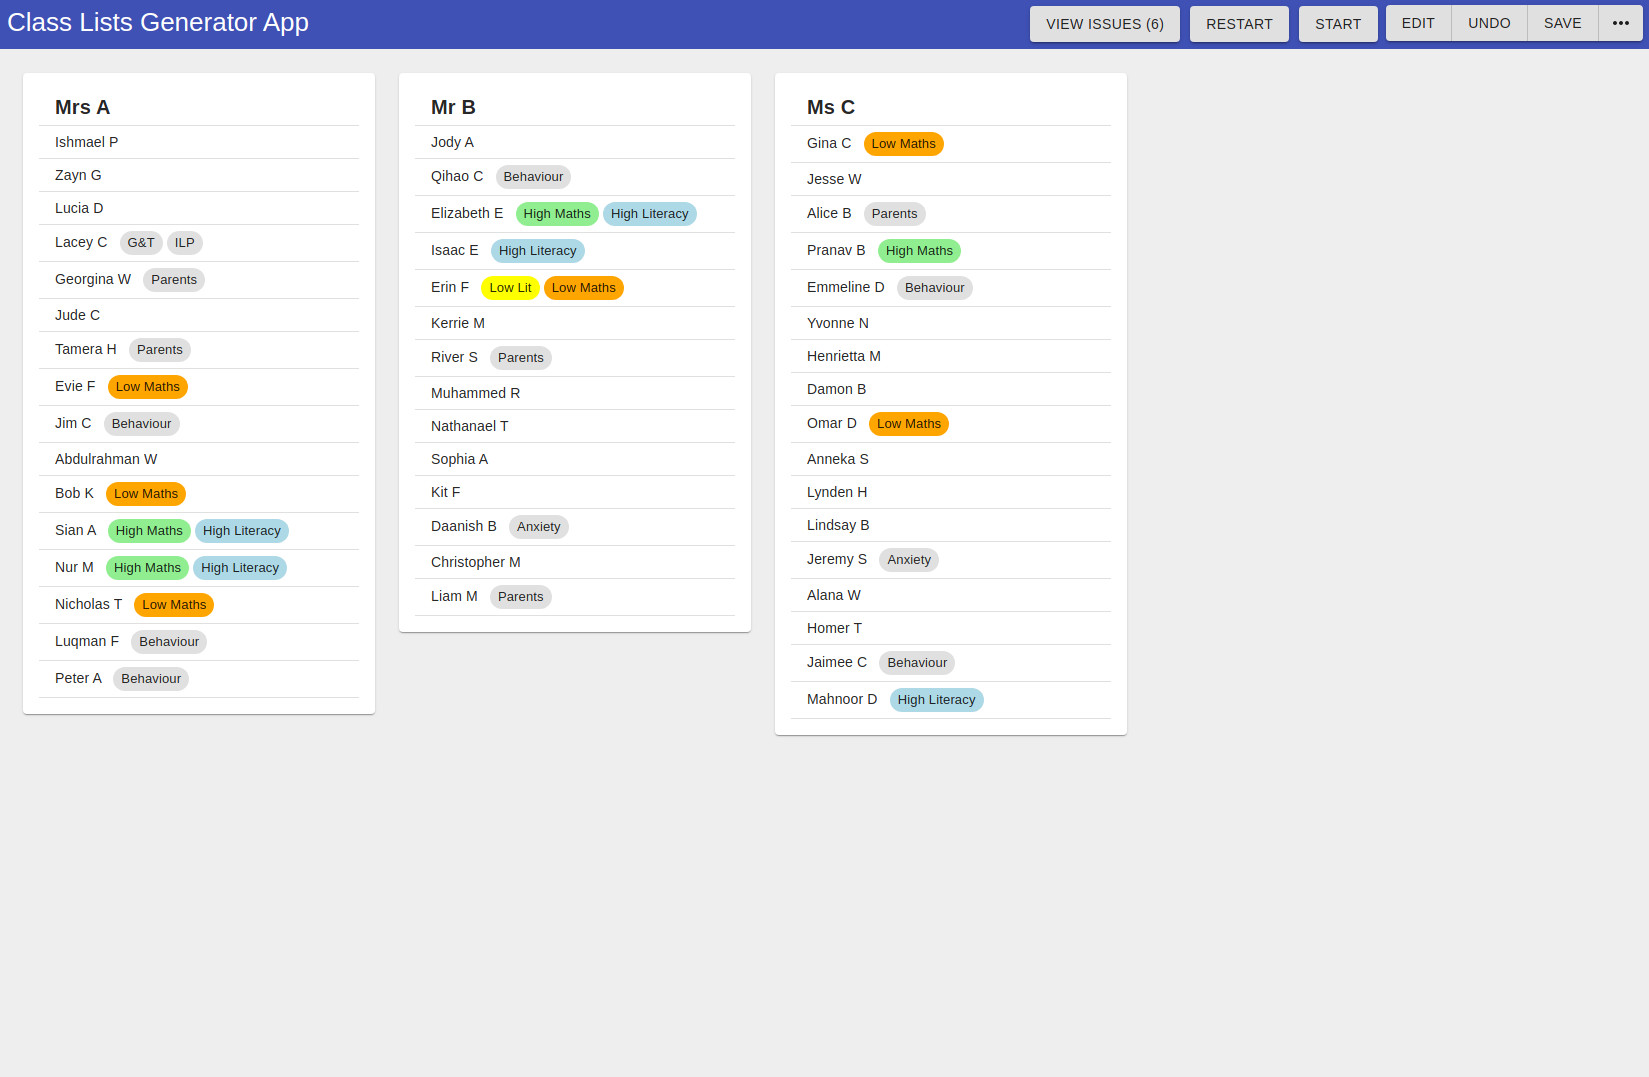 Class Lists Generator App
VIEW ISSUES (6) RESTART START EDIT UNDO SAVE •••
Mrs A
Ishmael P
Zayn G
Lucia D
Lacey C G&T ILP
Georgina W Parents
Jude C
Tamera H Parents
Evie F Low Maths
Jim C Behaviour
Abdulrahman W
Bob K Low Maths
Sian A High Maths High Literacy
Nur M High Maths High Literacy
Nicholas T Low Maths
Luqman F Behaviour
Peter A Behaviour
Mr B
Jody A
Qihao C Behaviour
Elizabeth E High Maths High Literacy
Isaac E High Literacy
Erin F Low Lit Low Maths
Kerrie M
River S Parents
Muhammed R
Nathanael T
Sophia A
Kit F
Daanish B Anxiety
Christopher M
Liam M Parents
Ms C
Gina C Low Maths
Jesse W
Alice B Parents
Pranav B High Maths
Emmeline D Behaviour
Yvonne N
Henrietta M
Damon B
Omar D Low Maths
Anneka S
Lynden H
Lindsay B
Jeremy S Anxiety
Alana W
Homer T
Jaimee C Behaviour
Mahnoor D High Literacy